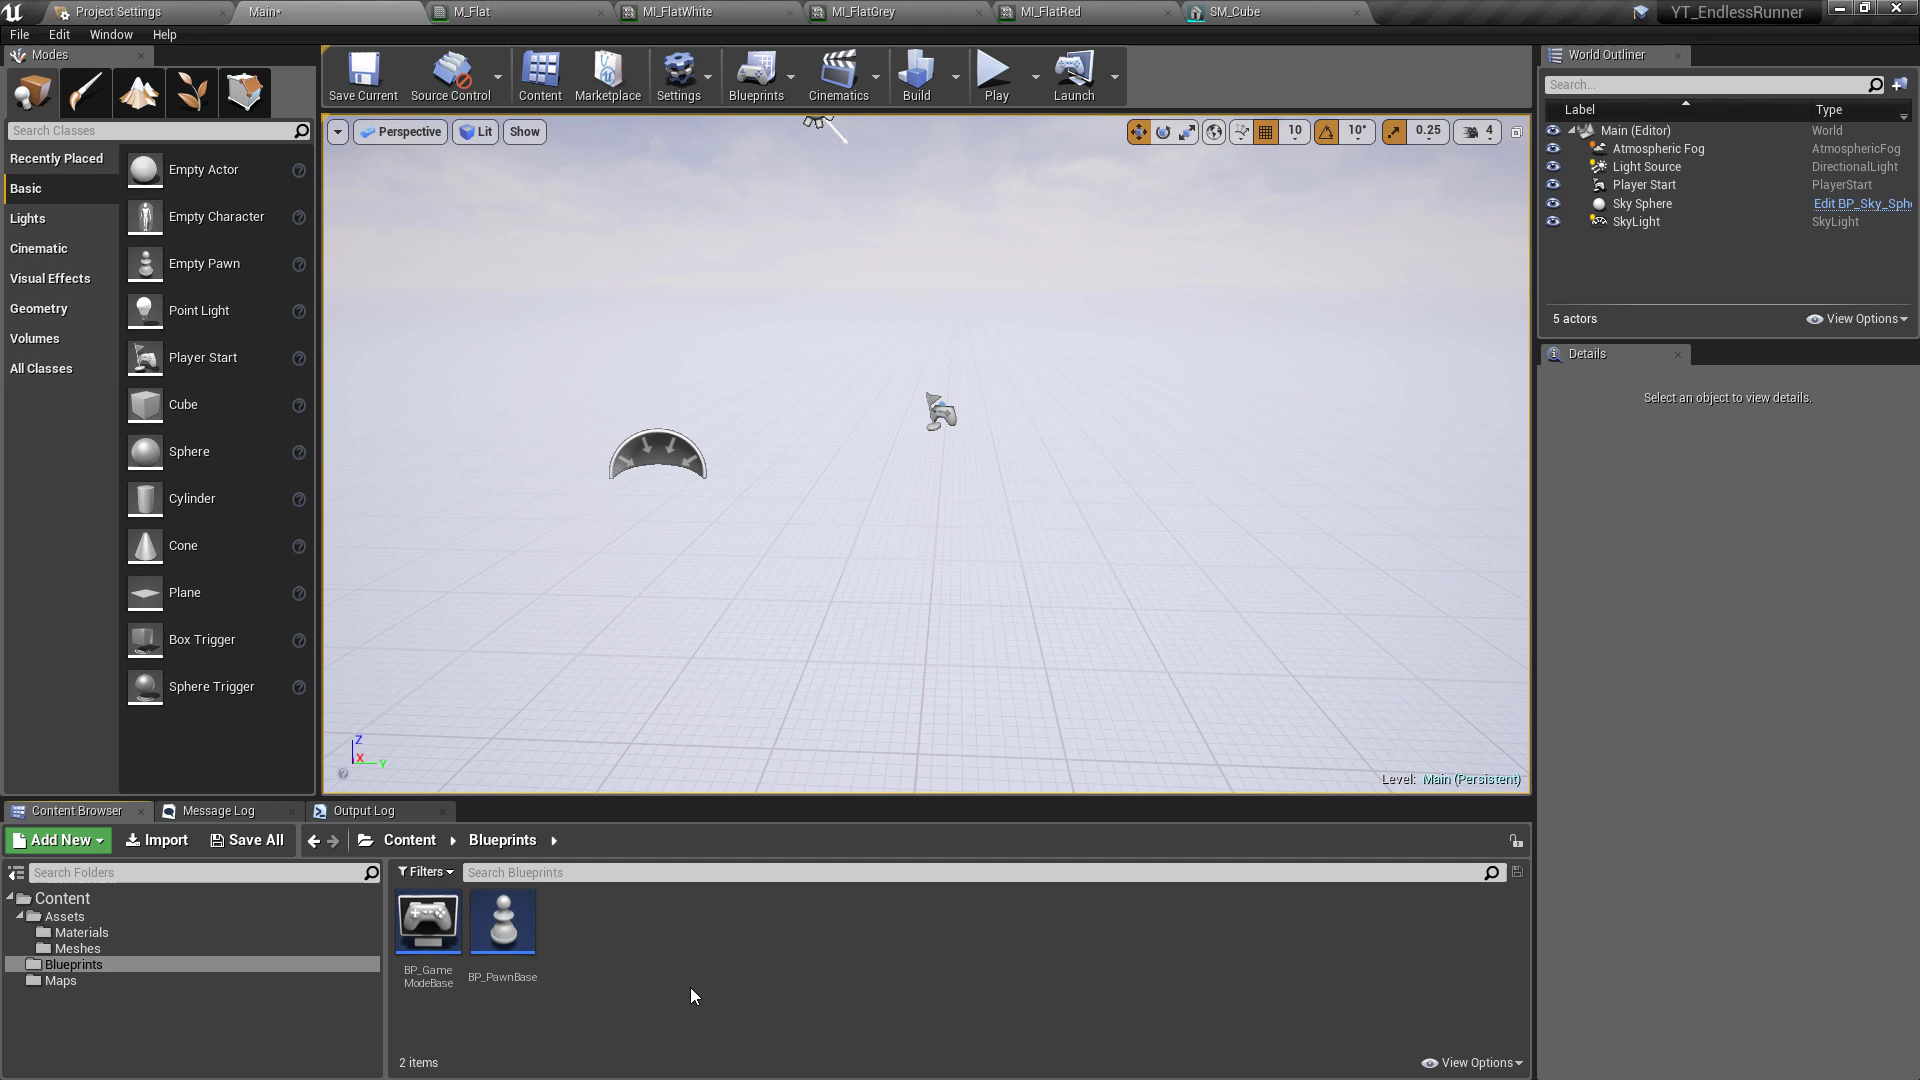 Project Settings
Main*
M_Flat
MI_FlatWhite
MI_FlatGrey
MI_FlatRed
SM_Cube
YT_EndlessRunner
File
Edit
Window
Help
Modes
Search Classes
Recently Placed
Basic
Lights
Cinematic
Visual Effects
Geometry
Volumes
All Classes
Empty Actor
Empty Character
Empty Pawn
Point Light
Player Start
Cube
Sphere
Cylinder
Cone
Plane
Box Trigger
Sphere Trigger
Save Current
Source Control
Content
Marketplace
Settings
Blueprints
Cinematics
Build
Play
Launch
Perspective
Lit
Show
10
10°
0.25
4
Z
X
Y
Level: Main (Persistent)
World Outliner
Search...
Label
Type
Main (Editor)
World
Atmospheric Fog
AtmosphericFog
Light Source
DirectionalLight
Player Start
PlayerStart
Sky Sphere
Edit BP_Sky_Sph
SkyLight
SkyLight
5 actors
View Options
Details
Select an object to view details.
Content Browser
Message Log
Output Log
Add New
Import
Save All
Content
Blueprints
Search Folders
Filters
Search Blueprints
Content
Assets
Materials
Meshes
Blueprints
Maps
BP_Game
ModeBase
BP_PawnBase
2 items
View Options